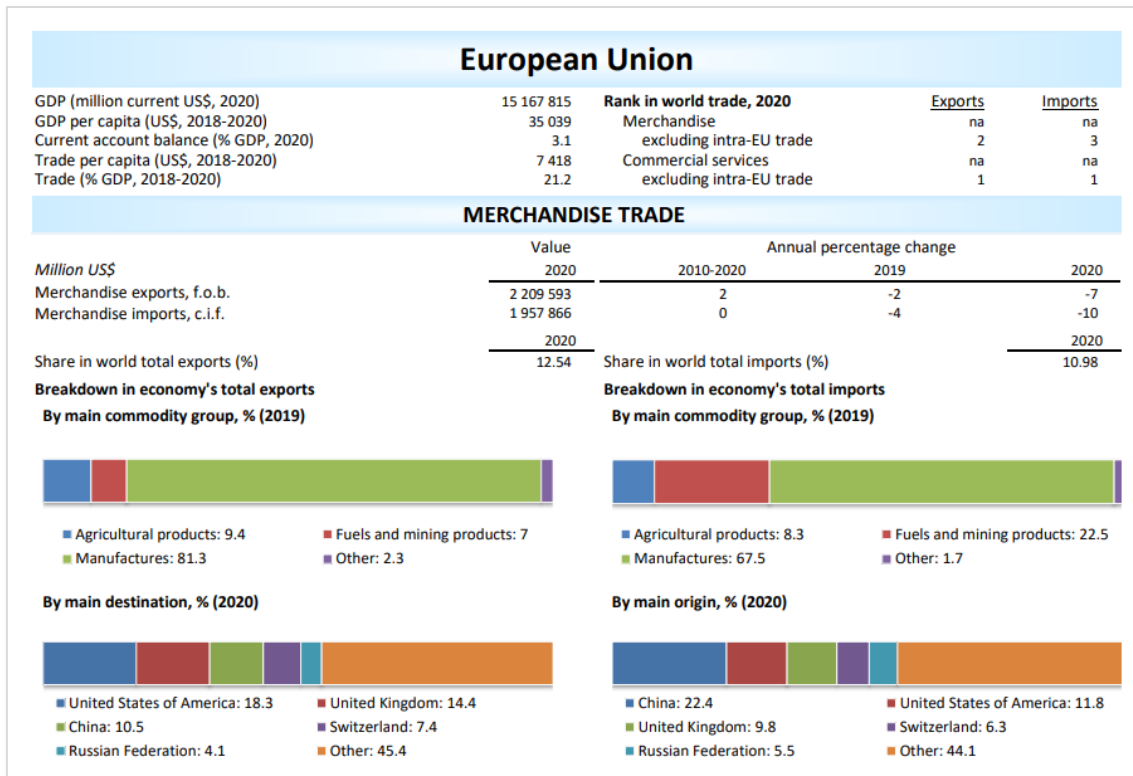 European Union
GDP (million current US$, 2020) 15 167 815 Rank in world trade, 2020 Exports Imports
GDP per capita (US$, 2018-2020) 35 039 Merchandise na na
Current account balance (% GDP, 2020) 3.1 excluding intra-EU trade 2 3
Trade per capita (US$, 2018-2020) 7 418 Commercial services na na
Trade (% GDP, 2018-2020) 21.2 excluding intra-EU trade 1 1
MERCHANDISE TRADE
Value Annual percentage change
Million US$ 2020 2010-2020 2019 2020
Merchandise exports, f.o.b. 2 209 593 2 -2 -7
Merchandise imports, c.i.f. 1 957 866 0 -4 -10
2020 2020
Share in world total exports (%) 12.54 Share in world total imports (%) 10.98
Breakdown in economy's total exports Breakdown in economy's total imports
By main commodity group, % (2019) By main commodity group, % (2019)
Agricultural products: 9.4 Fuels and mining products: 7 Agricultural products: 8.3 Fuels and mining products: 22.5
Manufactures: 81.3 Other: 2.3 Manufactures: 67.5 Other: 1.7
By main destination, % (2020) By main origin, % (2020)
United States of America: 18.3 United Kingdom: 14.4 China: 22.4 United States of America: 11.8
China: 10.5 Switzerland: 7.4 United Kingdom: 9.8 Switzerland: 6.3
Russian Federation: 4.1 Other: 45.4 Russian Federation: 5.5 Other: 44.1